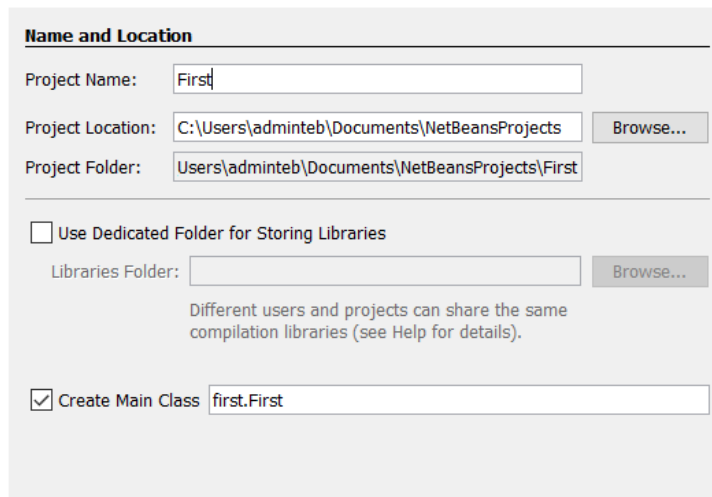 Name and Location
Project Name: First
Project Location: C:\Users\adminteb\Documents\NetBeansProjects Browse...
Project Folder: Users\adminteb\Documents\NetBeansProjects\First
Use Dedicated Folder for Storing Libraries
Libraries Folder: Browse...
Different users and projects can share the same
compilation libraries (see Help for details).
Create Main Class first.First